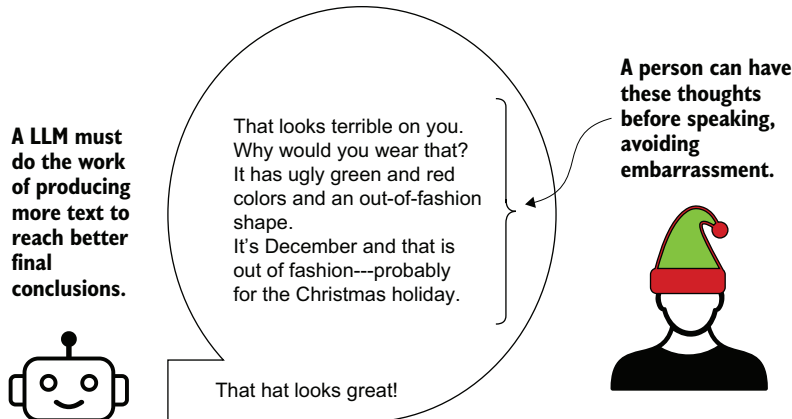 A LLM must
do the work
of producing
more text to
reach better
final
conclusions.
That looks terrible on you.
Why would you wear that?
It has ugly green and red
colors and an out-of-fashion
shape.
It's December and that is
out of fashion---probably
for the Christmas holiday.
That hat looks great!
A person can have
these thoughts
before speaking,
avoiding
embarrassment.